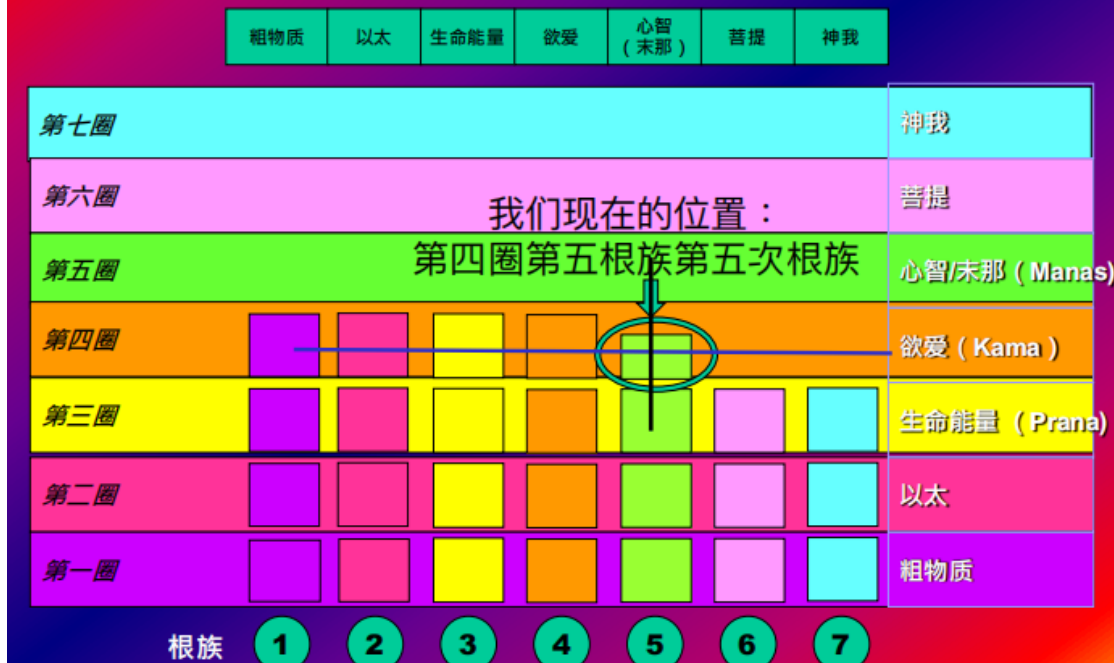 粗物质 以太 生命能量 欲爱 心智（末那） 菩提 神我
第七圈 神我
第六圈 菩提
我们现在的位置：
第四圈第五根族第五次根族
第五圈 心智/末那（Manas)
第四圈 欲爱（Kama ）
第三圈 生命能量 （Prana)
第二圈 以太
第一圈 粗物质
根族 1 2 3 4 5 6 7